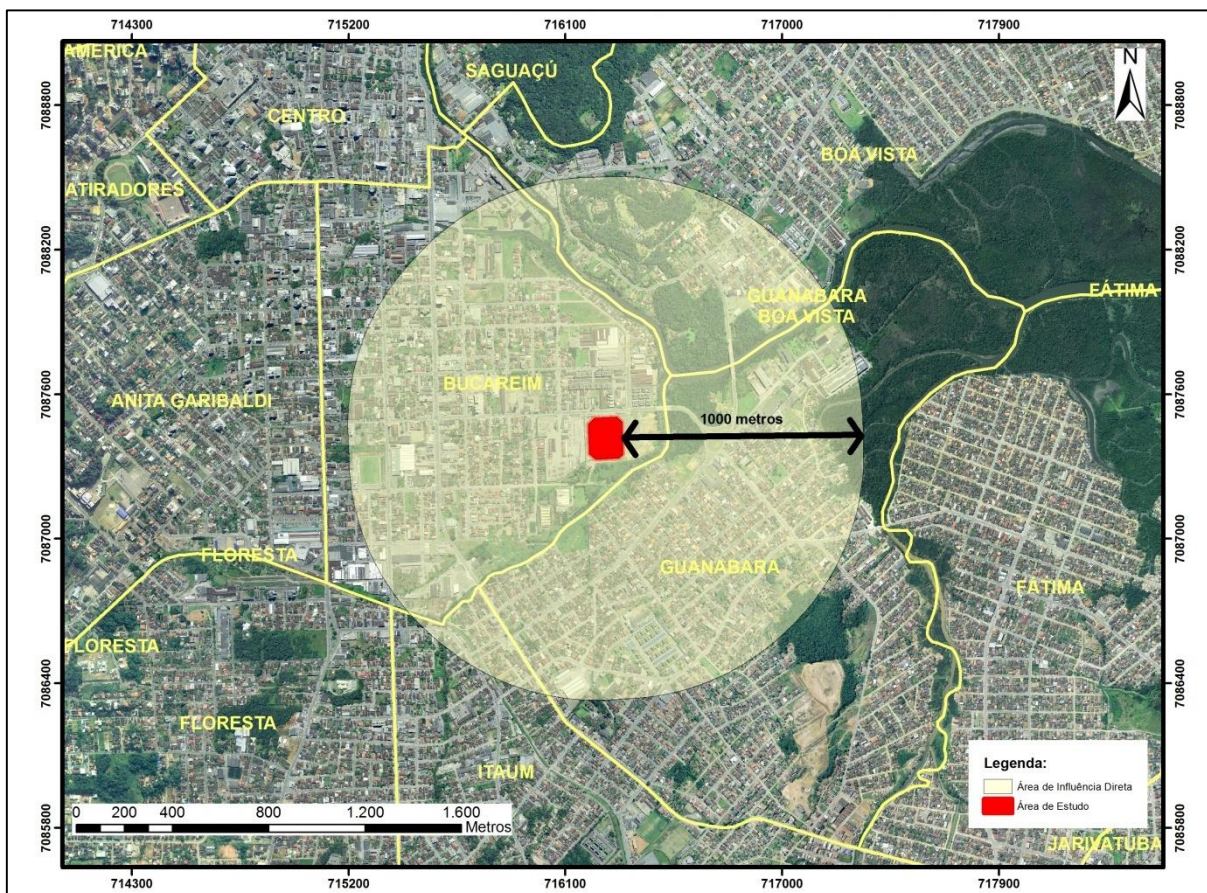 714300 715200 716100 717000 717900
AMERICA
SAGUAÇÚ
N
7088800 7088800
CENTRO
BOA VISTA
ATIRADORES
7088200 7088200
FÁTIMA
GUANABARA
BOA VISTA
BUCAREIM
7087600 7087600
ANITA GARIBALDI
1000 metros
7087000 7087000
FLORESTA
GUANABARA
FÁTIMA
FLORESTA
7086400 7086400
FLORESTA
ITAUM
Legenda:
Área de Influência Direta
Área de Estudo
0 200 400 800 1.200 1.600
Metros
7085800 7085800
JARIVATUBA
714300 715200 716100 717000 717900